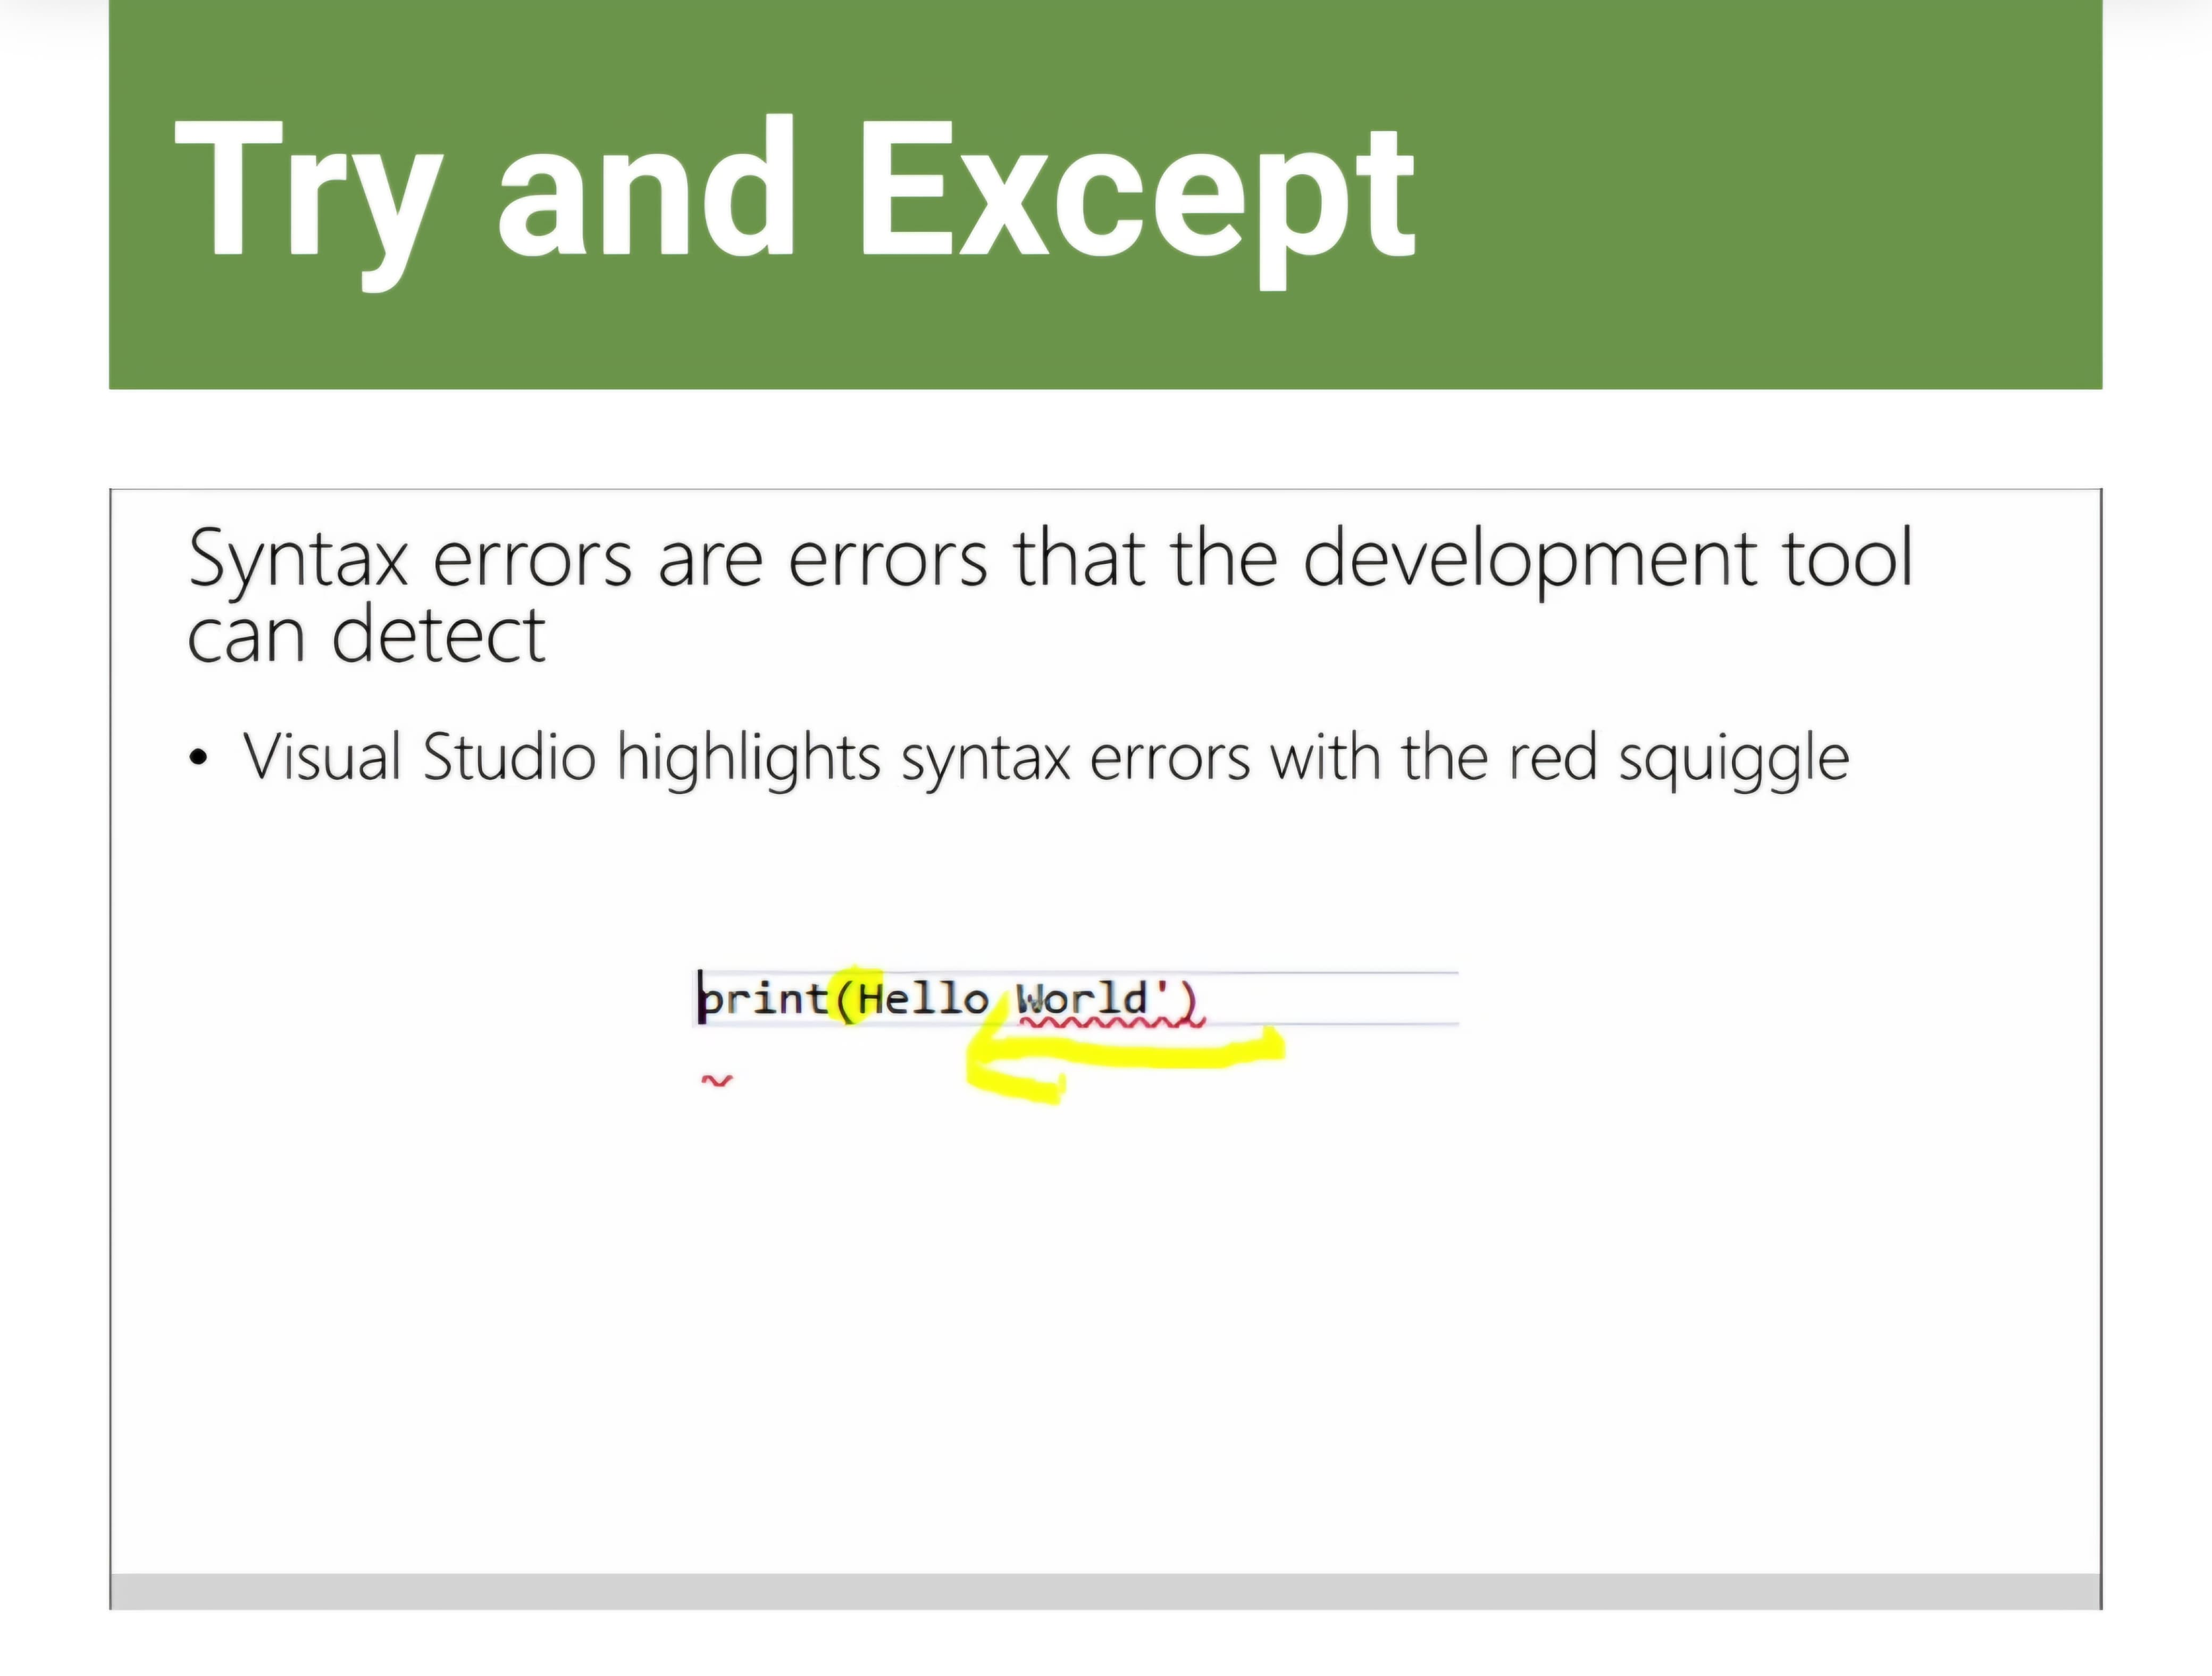 Try and Except
Syntax errors are errors that the development tool
can detect
• Visual Studio highlights syntax errors with the red squiggle
print(Hello World')